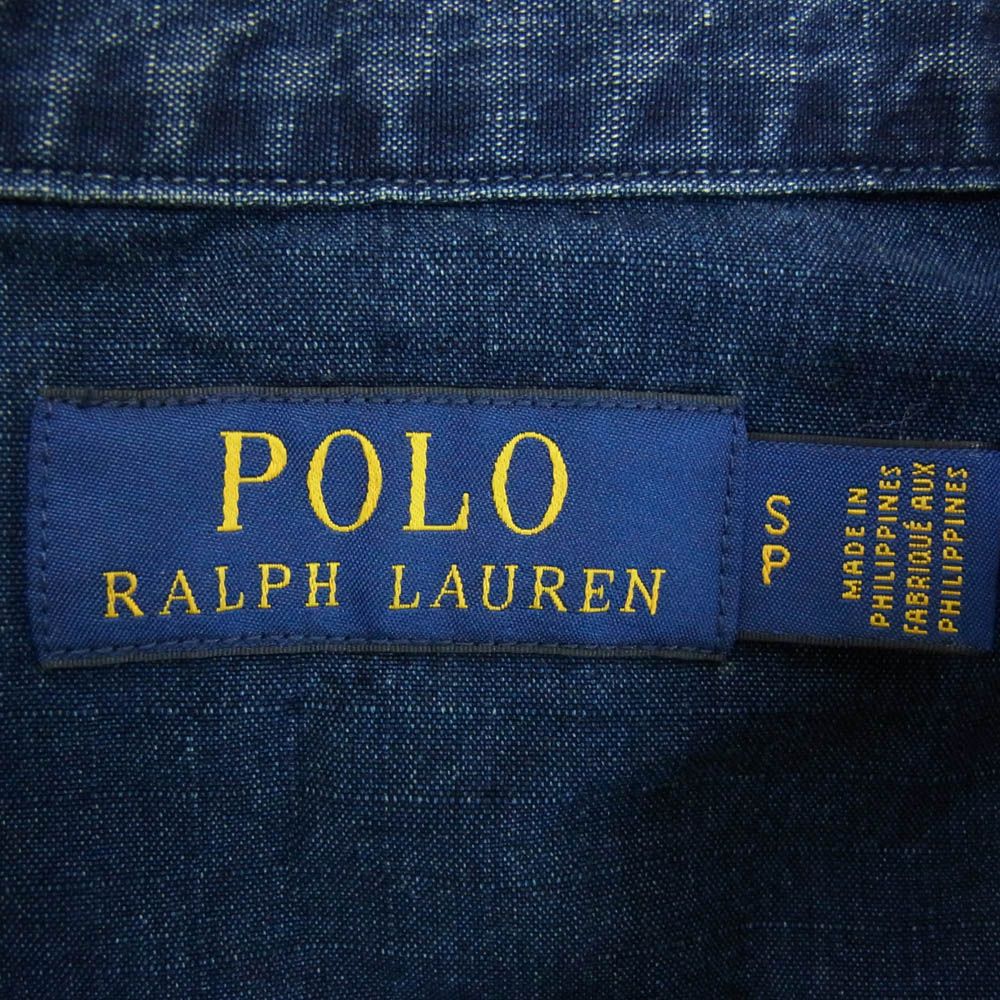 POLO
RALPH LAUREN
S
P
MADE IN
PHILIPPINES
FABRIQUÉ AUX
PHILIPPINES